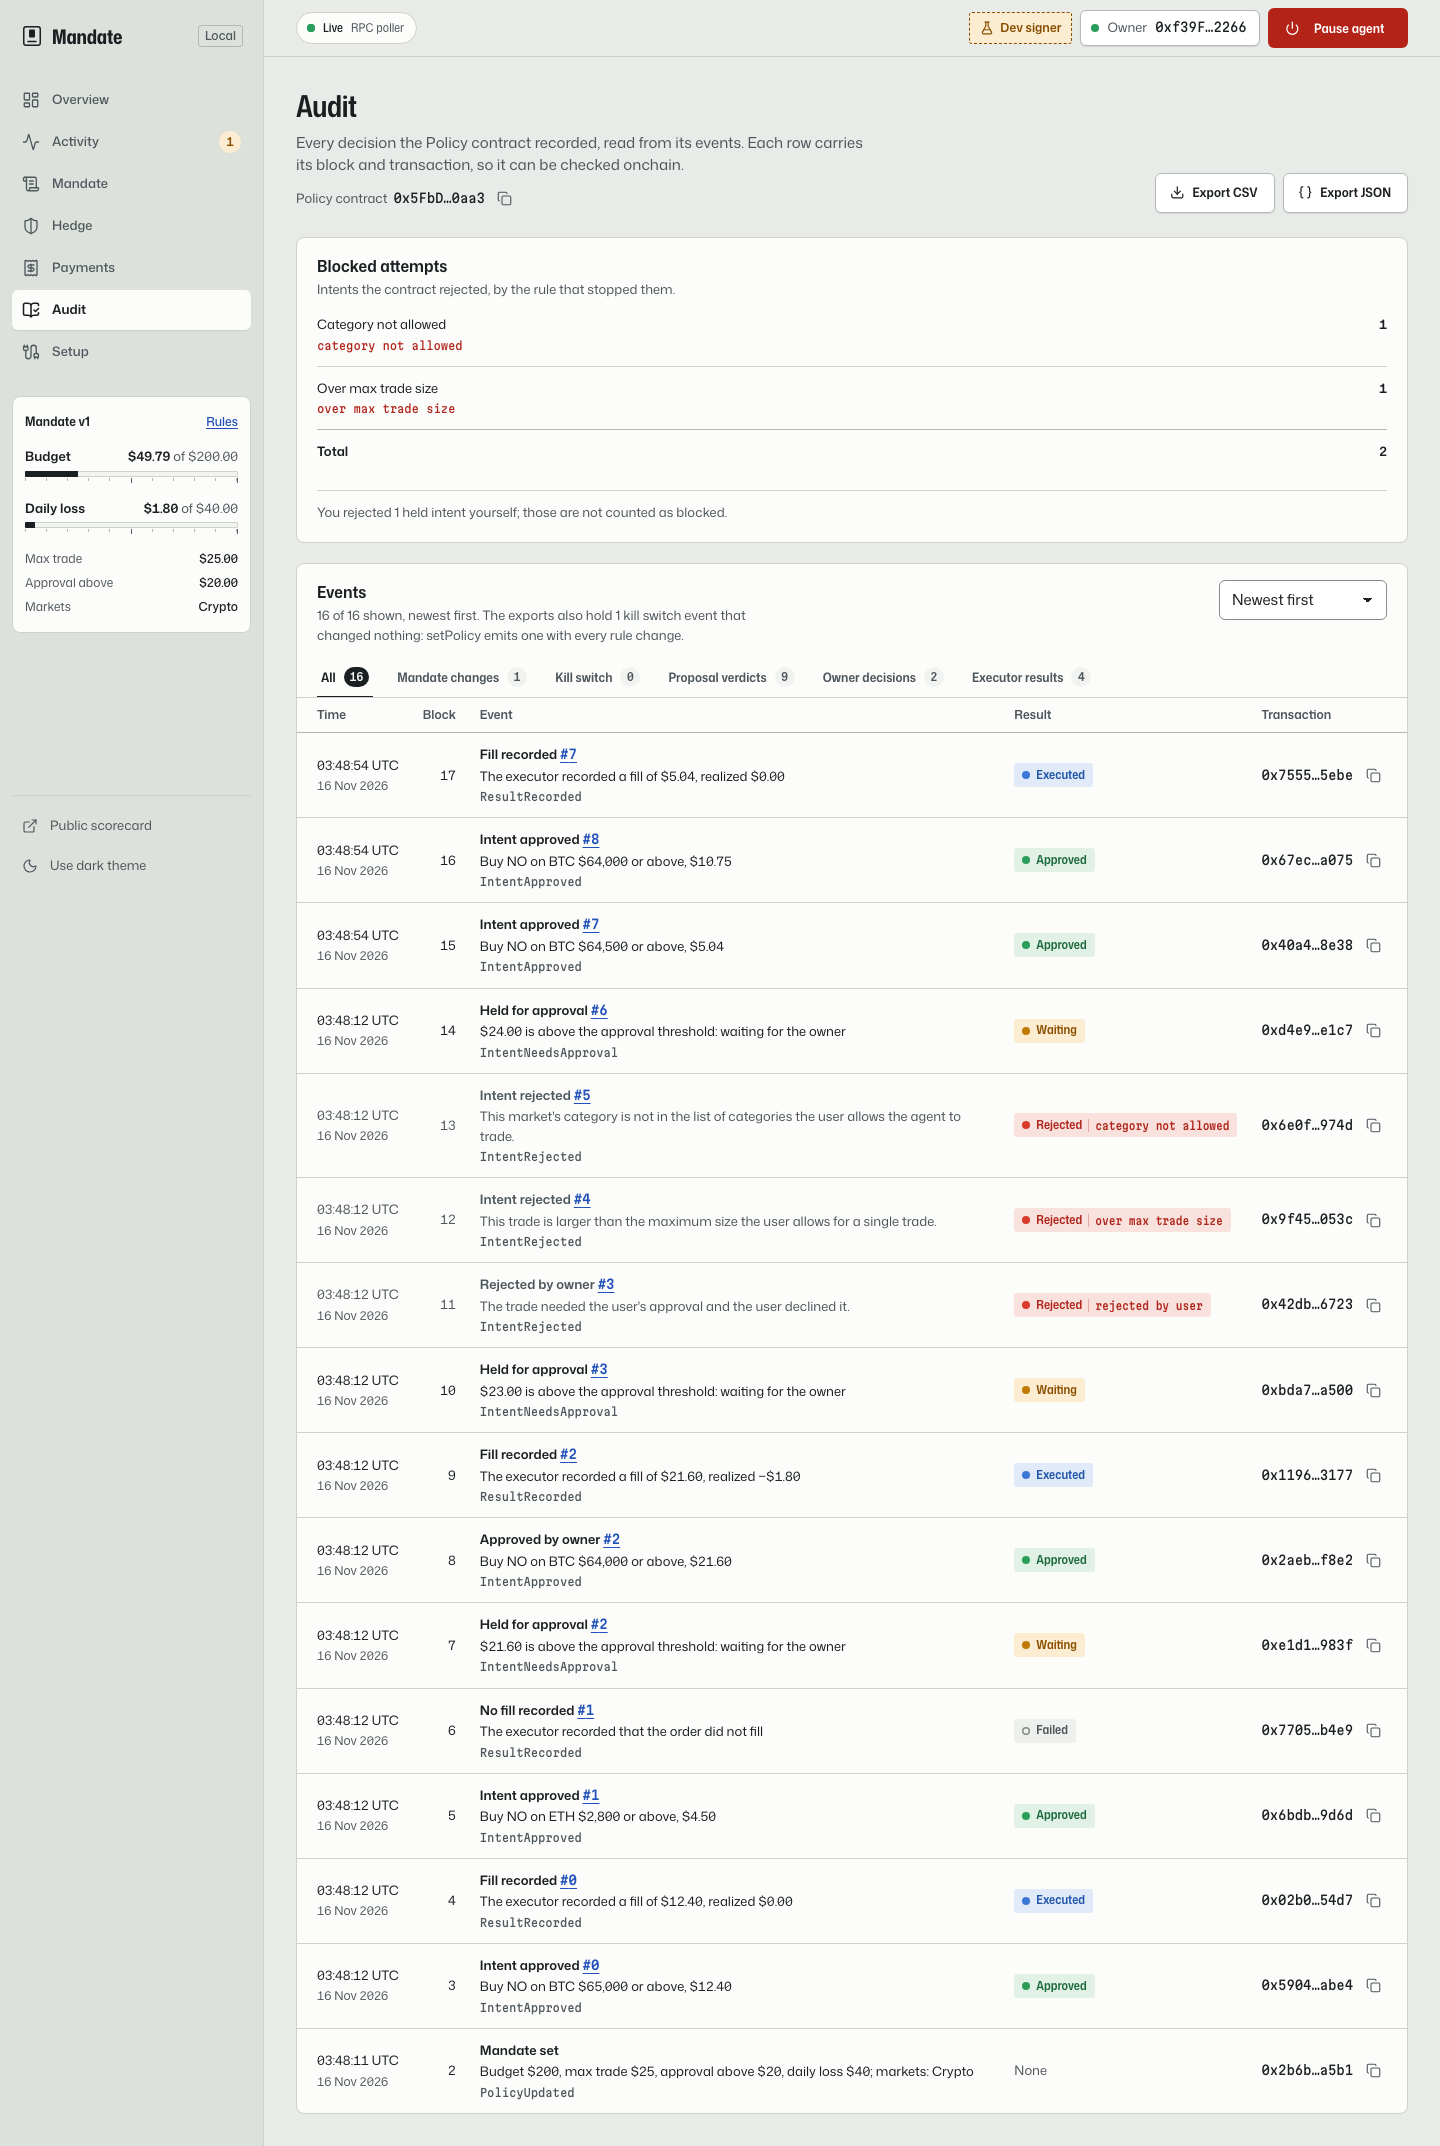 Mandate
Local
Overview
Activity
1
Mandate
Hedge
Payments
Audit
Setup
Mandate v1
Rules
Budget
$49.79 of $200.00
Daily loss
$1.80 of $40.00
Max trade
$25.00
Approval above
$20.00
Markets
Crypto
Public scorecard
Use dark theme
Live RPC poller
Dev signer
Owner 0xf39F…2266
Pause agent
Audit
Every decision the Policy contract recorded, read from its events. Each row carries
its block and transaction, so it can be checked onchain.
Policy contract 0x5FbD…0aa3
Export CSV
Export JSON
Blocked attempts
Intents the contract rejected, by the rule that stopped them.
Category not allowed
1
category not allowed
Over max trade size
1
over max trade size
Total
2
You rejected 1 held intent yourself; those are not counted as blocked.
Events
16 of 16 shown, newest first. The exports also hold 1 kill switch event that
changed nothing: setPolicy emits one with every rule change.
Newest first
All 16
Mandate changes 1
Kill switch 0
Proposal verdicts 9
Owner decisions 2
Executor results 4
Time Block Event Result Transaction
03:48:54 UTC
16 Nov 2026
17
Fill recorded #7
The executor recorded a fill of $5.04, realized $0.00
ResultRecorded
Executed
0x7555…5ebe
03:48:54 UTC
16 Nov 2026
16
Intent approved #8
Buy NO on BTC $64,000 or above, $10.75
IntentApproved
Approved
0x67ec…a075
03:48:54 UTC
16 Nov 2026
15
Intent approved #7
Buy NO on BTC $64,500 or above, $5.04
IntentApproved
Approved
0x40a4…8e38
03:48:12 UTC
16 Nov 2026
14
Held for approval #6
$24.00 is above the approval threshold: waiting for the owner
IntentNeedsApproval
Waiting
0xd4e9…e1c7
03:48:12 UTC
16 Nov 2026
13
Intent rejected #5
This market's category is not in the list of categories the user allows the agent to
trade.
IntentRejected
Rejected category not allowed
0x6e0f…974d
03:48:12 UTC
16 Nov 2026
12
Intent rejected #4
This trade is larger than the maximum size the user allows for a single trade.
IntentRejected
Rejected over max trade size
0x9f45…053c
03:48:12 UTC
16 Nov 2026
11
Rejected by owner #3
The trade needed the user's approval and the user declined it.
IntentRejected
Rejected rejected by user
0x42db…6723
03:48:12 UTC
16 Nov 2026
10
Held for approval #3
$23.00 is above the approval threshold: waiting for the owner
IntentNeedsApproval
Waiting
0xbda7…a500
03:48:12 UTC
16 Nov 2026
9
Fill recorded #2
The executor recorded a fill of $21.60, realized −$1.80
ResultRecorded
Executed
0x1196…3177
03:48:12 UTC
16 Nov 2026
8
Approved by owner #2
Buy NO on BTC $64,000 or above, $21.60
IntentApproved
Approved
0x2aeb…f8e2
03:48:12 UTC
16 Nov 2026
7
Held for approval #2
$21.60 is above the approval threshold: waiting for the owner
IntentNeedsApproval
Waiting
0xe1d1…983f
03:48:12 UTC
16 Nov 2026
6
No fill recorded #1
The executor recorded that the order did not fill
ResultRecorded
Failed
0x7705…b4e9
03:48:12 UTC
16 Nov 2026
5
Intent approved #1
Buy NO on ETH $2,800 or above, $4.50
IntentApproved
Approved
0x6bdb…9d6d
03:48:12 UTC
16 Nov 2026
4
Fill recorded #0
The executor recorded a fill of $12.40, realized $0.00
ResultRecorded
Executed
0x02b0…54d7
03:48:12 UTC
16 Nov 2026
3
Intent approved #0
Buy NO on BTC $65,000 or above, $12.40
IntentApproved
Approved
0x5904…abe4
03:48:11 UTC
16 Nov 2026
2
Mandate set
Budget $200, max trade $25, approval above $20, daily loss $40; markets: Crypto
PolicyUpdated
None
0x2b6b…a5b1